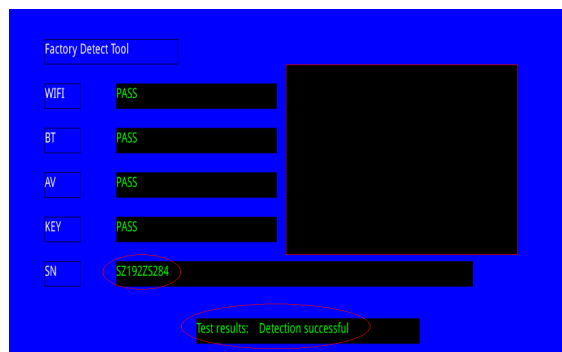 Factory Detect Tool
WIFI PASS
BT PASS
AV PASS
KEY PASS
SN SZ192ZS284
Test results: Detection successful